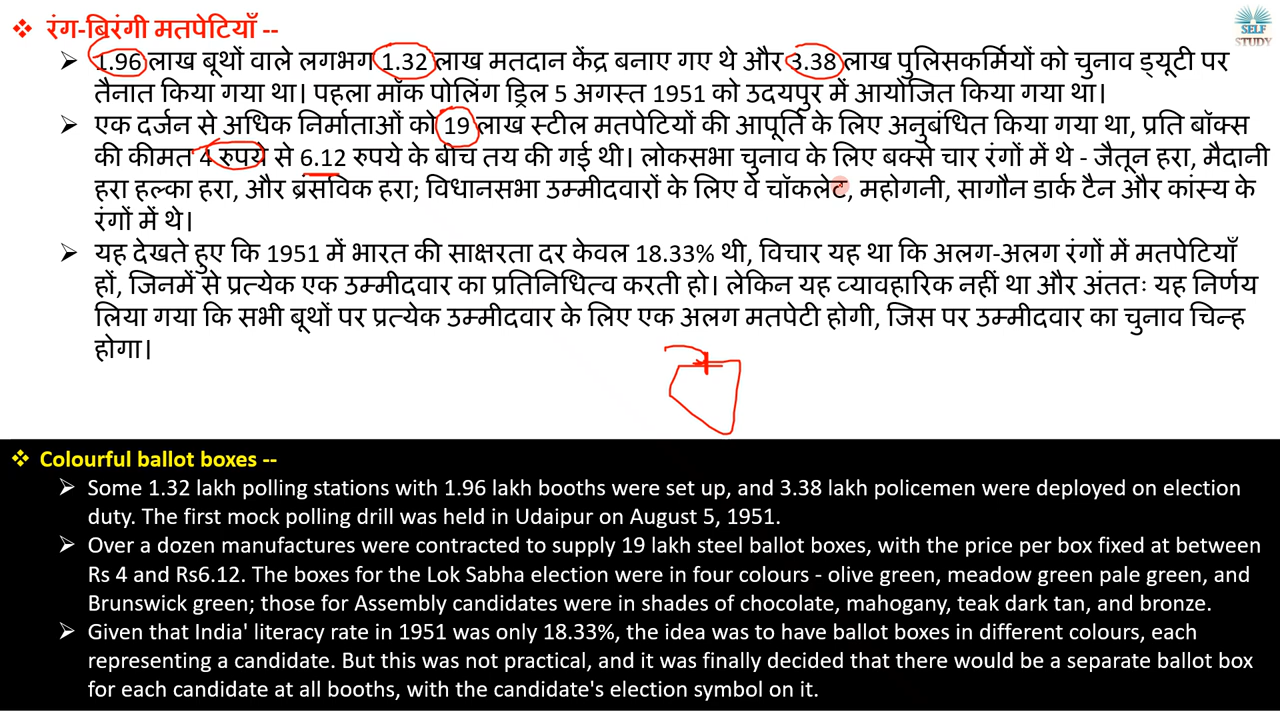 ❖ रंग-बिरंगी मतपेटियाँ --
SELF
STUDY
➢ 1.96 लाख बूथों वाले लगभग 1.32 लाख मतदान केंद्र बनाए गए थे और 3.38 लाख पुलिसकर्मियों को चुनाव ड्यूटी पर
तैनात किया गया था। पहला मॉक पोलिंग ड्रिल 5 अगस्त 1951 को उदयपुर में आयोजित किया गया था।
➢ एक दर्जन से अधिक निर्माताओं को 19 लाख स्टील मतपेटियों की आपूर्ति के लिए अनुबंधित किया गया था, प्रति बॉक्स
की कीमत 4 रुपये से 6.12 रुपये के बीच तय की गई थी। लोकसभा चुनाव के लिए बक्से चार रंगों में थे - जैतून हरा, मैदानी
हरा हल्का हरा, और ब्रंसविक हरा; विधानसभा उम्मीदवारों के लिए वे चॉकलेट, महोगनी, सागौन डार्क टैन और कांस्य के
रंगों में थे।
➢ यह देखते हुए कि 1951 में भारत की साक्षरता दर केवल 18.33% थी, विचार यह था कि अलग-अलग रंगों में मतपेटियाँ
हों, जिनमें से प्रत्येक एक उम्मीदवार का प्रतिनिधित्व करती हो। लेकिन यह व्यावहारिक नहीं था और अंततः यह निर्णय
लिया गया कि सभी बूथों पर प्रत्येक उम्मीदवार के लिए एक अलग मतपेटी होगी, जिस पर उम्मीदवार का चुनाव चिन्ह
होगा।
❖ Colourful ballot boxes --
➢ Some 1.32 lakh polling stations with 1.96 lakh booths were set up, and 3.38 lakh policemen were deployed on election
duty. The first mock polling drill was held in Udaipur on August 5, 1951.
➢ Over a dozen manufactures were contracted to supply 19 lakh steel ballot boxes, with the price per box fixed at between
Rs 4 and Rs6.12. The boxes for the Lok Sabha election were in four colours - olive green, meadow green pale green, and
Brunswick green; those for Assembly candidates were in shades of chocolate, mahogany, teak dark tan, and bronze.
➢ Given that India' literacy rate in 1951 was only 18.33%, the idea was to have ballot boxes in different colours, each
representing a candidate. But this was not practical, and it was finally decided that there would be a separate ballot box
for each candidate at all booths, with the candidate's election symbol on it.